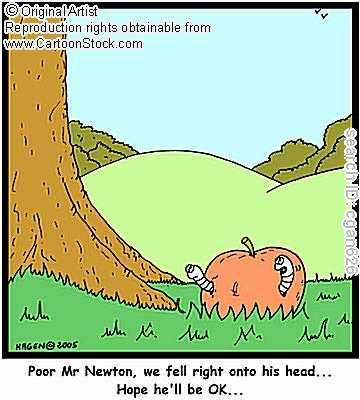 © Original Artist
Reproduction rights obtainable from
www.CartoonStock.com
search ID: cgan622
HAGEN © 2005
Poor Mr Newton, we fell right onto his head...
Hope he'll be OK...